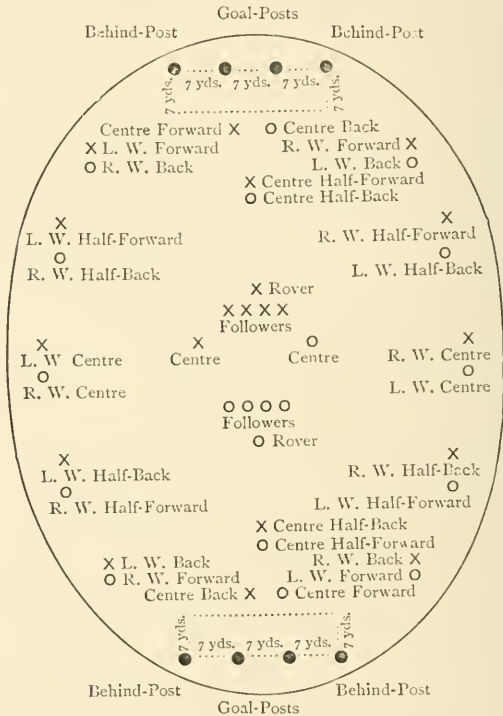 Goal-Posts
Behind-Post Behind-Post
7 yds. 7 yds. 7 yds.
7 yds. 7 yds.
Centre Forward X O Centre Back
X L. W. Forward R. W. Forward X
O R. W. Back L. W. Back O
X Centre Half-Forward
O Centre Half-Back
X X
L. W. Half-Forward R. W. Half-Forward
O O
R. W. Half-Back L. W. Half-Back
X Rover
X X X X
Followers
X O X X
Centre Centre
L. W Centre R. W. Centre
O O
R. W. Centre L. W. Centre
O O O O
Followers
O Rover
X X
L. W. Half-Back R. W. Half-Back
O O
R. W. Half-Forward L. W. Half-Forward
X Centre Half-Back
O Centre Half-Forward
X L. W. Back R. W. Back X
O R. W. Forward L. W. Forward O
Centre Back X O Centre Forward
7 yds. 7 yds.
7 yds. 7 yds. 7 yds.
Behind-Post Behind-Post
Goal-Posts